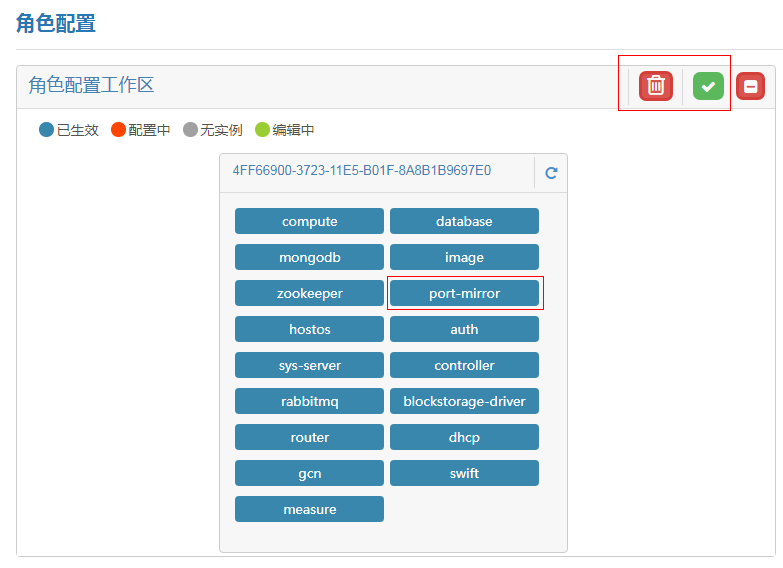 角色配置
角色配置工作区
已生效 配置中 无实例 编辑中
4FF66900-3723-11E5-B01F-8A8B1B9697E0
compute database
mongodb image
zookeeper port-mirror
hostos auth
sys-server controller
rabbitmq blockstorage-driver
router dhcp
gcn swift
measure